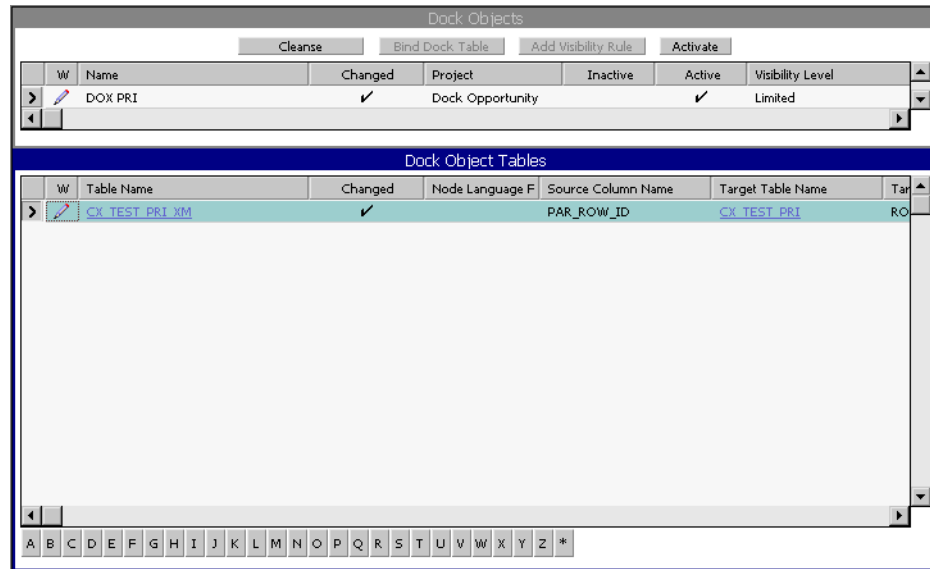 Dock Objects
Cleanse Bind Dock Table Add Visibility Rule Activate
W Name Changed Project Inactive Active Visibility Level
DOX PRI Dock Opportunity Limited
Dock Object Tables
W Table Name Changed Node Language F Source Column Name Target Table Name Tar
CX TEST PRI XM PAR_ROW_ID CX TEST PRI RO
A B C D E F G H I J K L M N O P Q R S T U V W X Y Z *